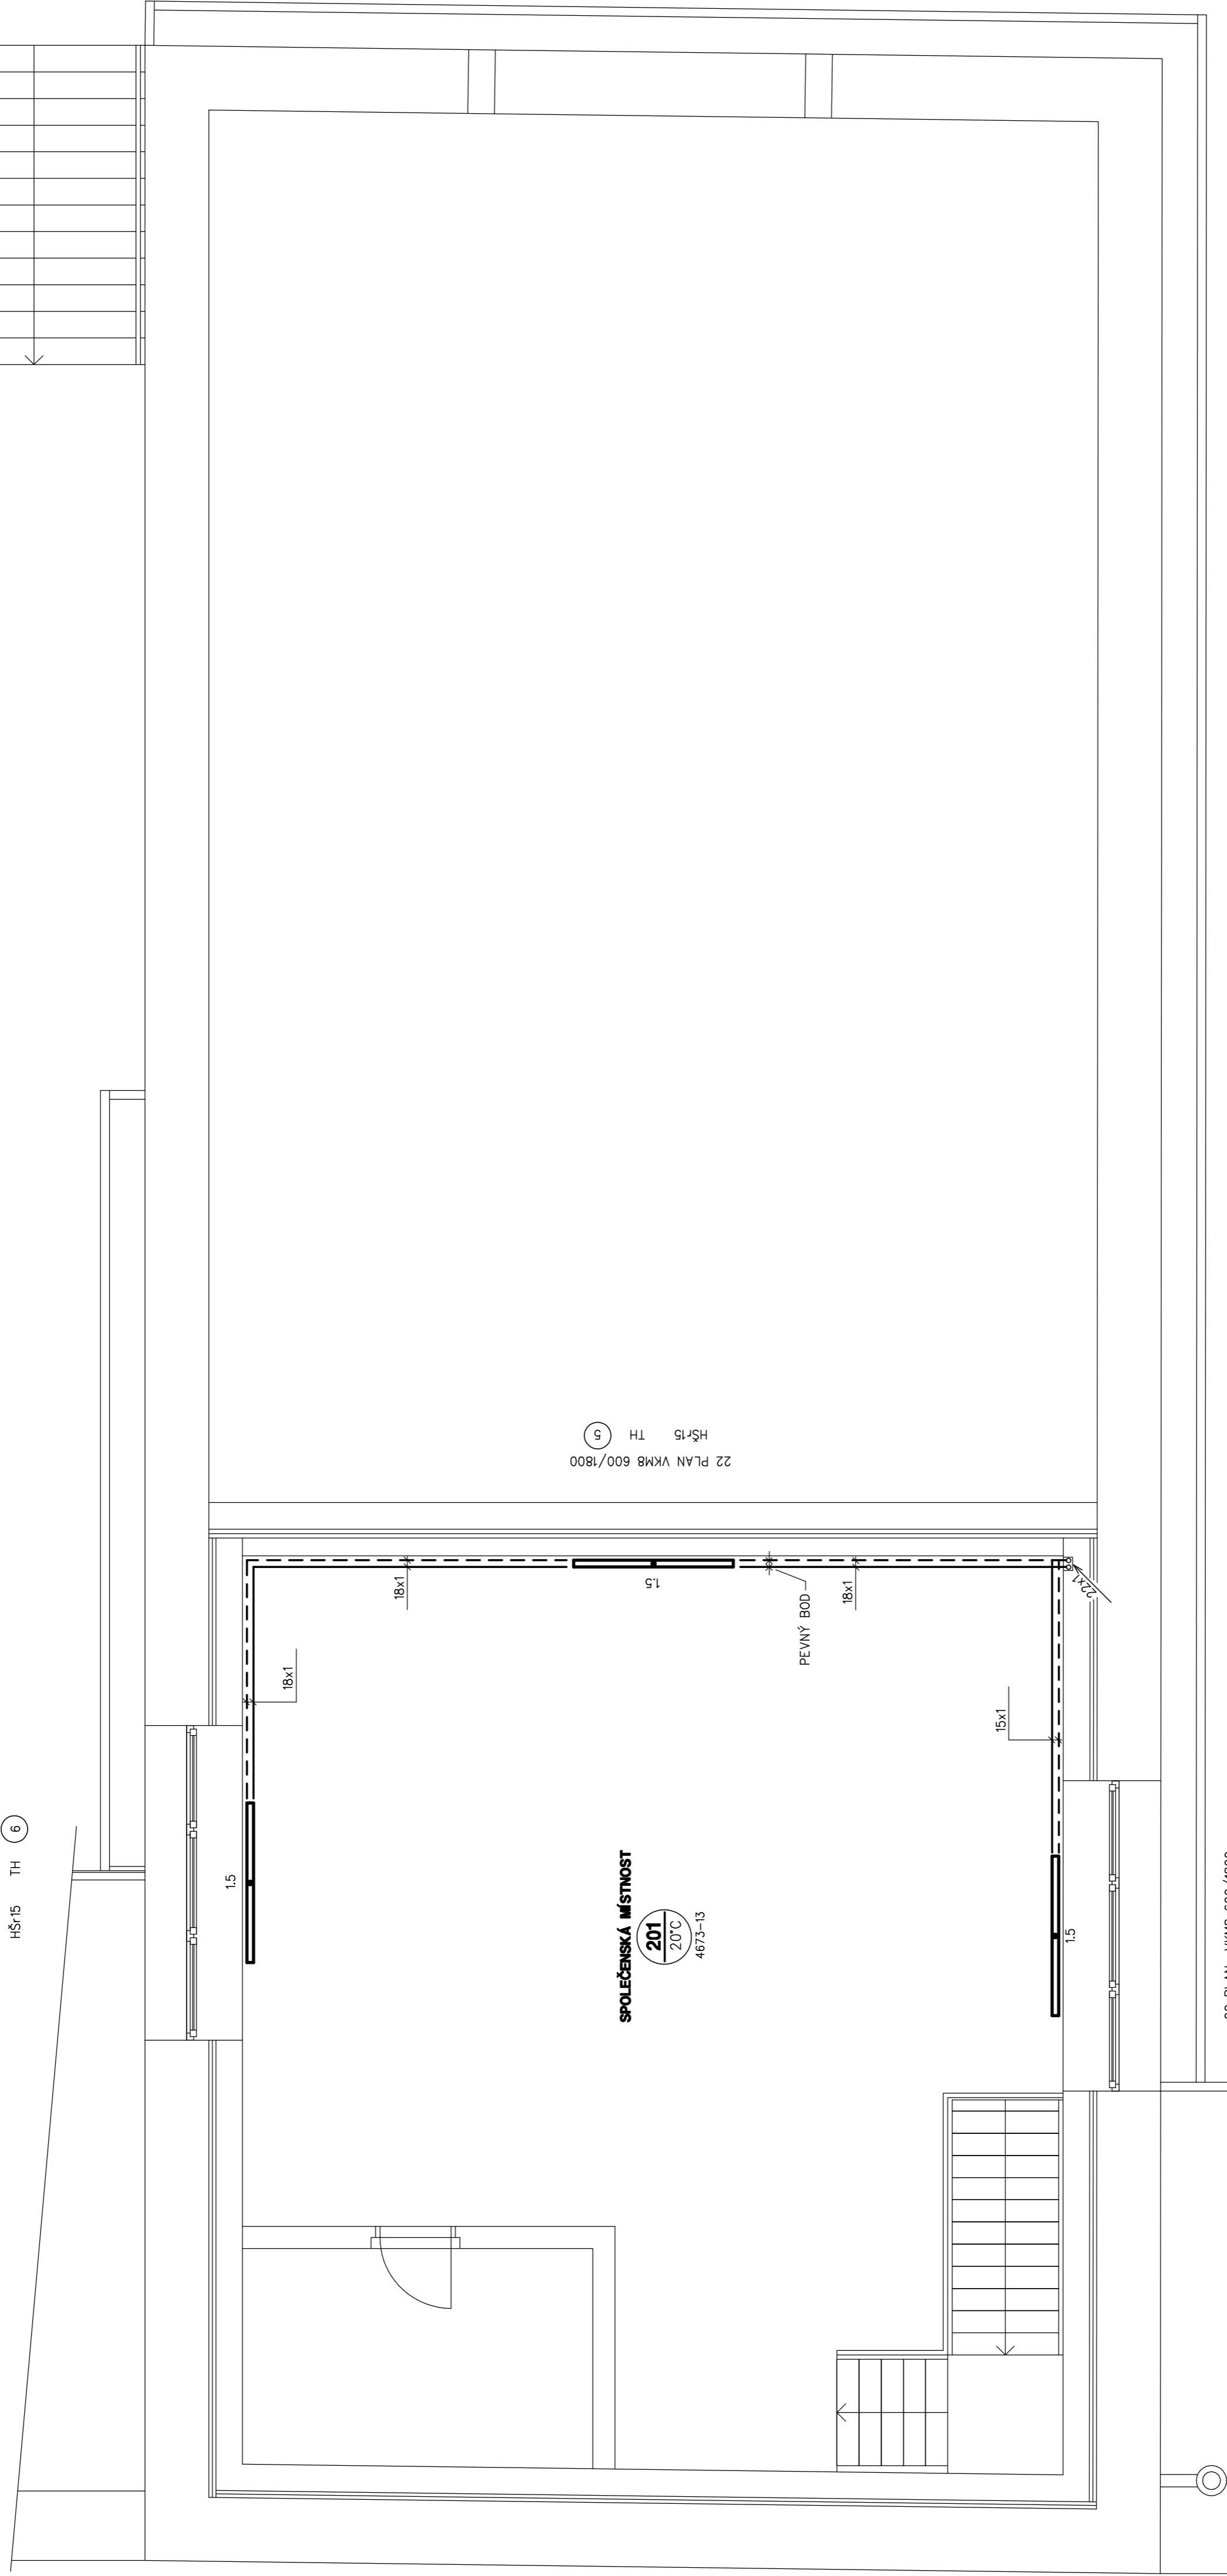 22 PLAN VKM8 600/1800
HŠr15 TH 5
HŠr15 TH 6
18x1
1.5
18x1
PEVNÝ BOD
22x1
18x1
15x1
1.5
1.5
SPOLEČENSKÁ MÍSTNOST
201
20°C
4673-13